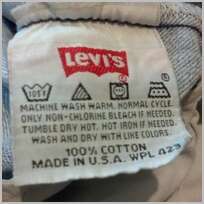 LEVI'S
MACHINE WASH WARM. NORMAL CYCLE.
ONLY NON-CHLORINE BLEACH IF NEEDED.
TUMBLE DRY HOT. HOT IRON IF NEEDED.
WASH AND DRY WITH LIKE COLORS.
100% COTTON
MADE IN U.S.A. WPL 423